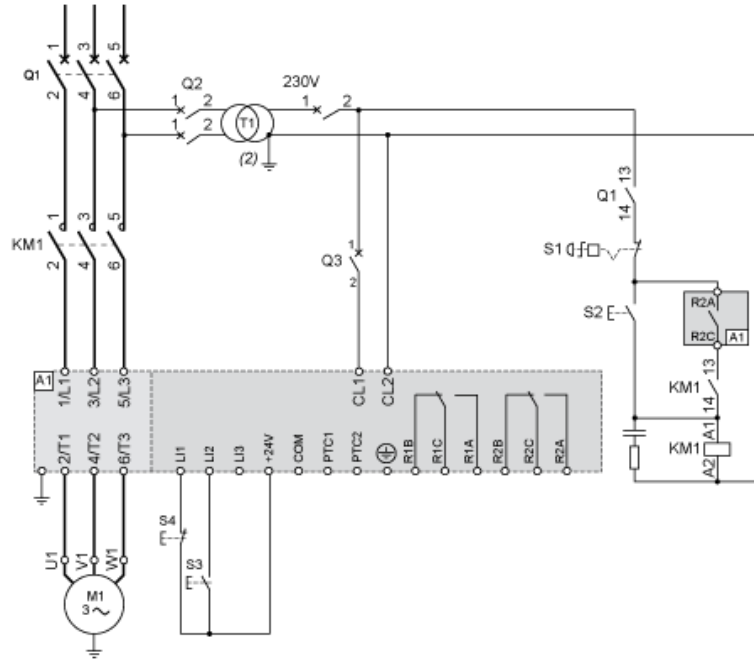 1 3 5
Q1
2 4 6
Q2
1 2
1 2
T1
(2)
230V
1 2
13
Q1
14
S1
S2
R2A
R2C
A1
13
KM1
14
A1
KM1
A2
1 3 5
KM1
2 4 6
1
Q3
2
A1
1/L1 3/L2 5/L3
CL1 CL2
2/T1 4/T2 6/T3
LI1 LI2 LI3 +24V COM PTC1 PTC2 R1B R1C R1A R2B R2C R2A
S4
S3
U1 V1 W1
M1
3